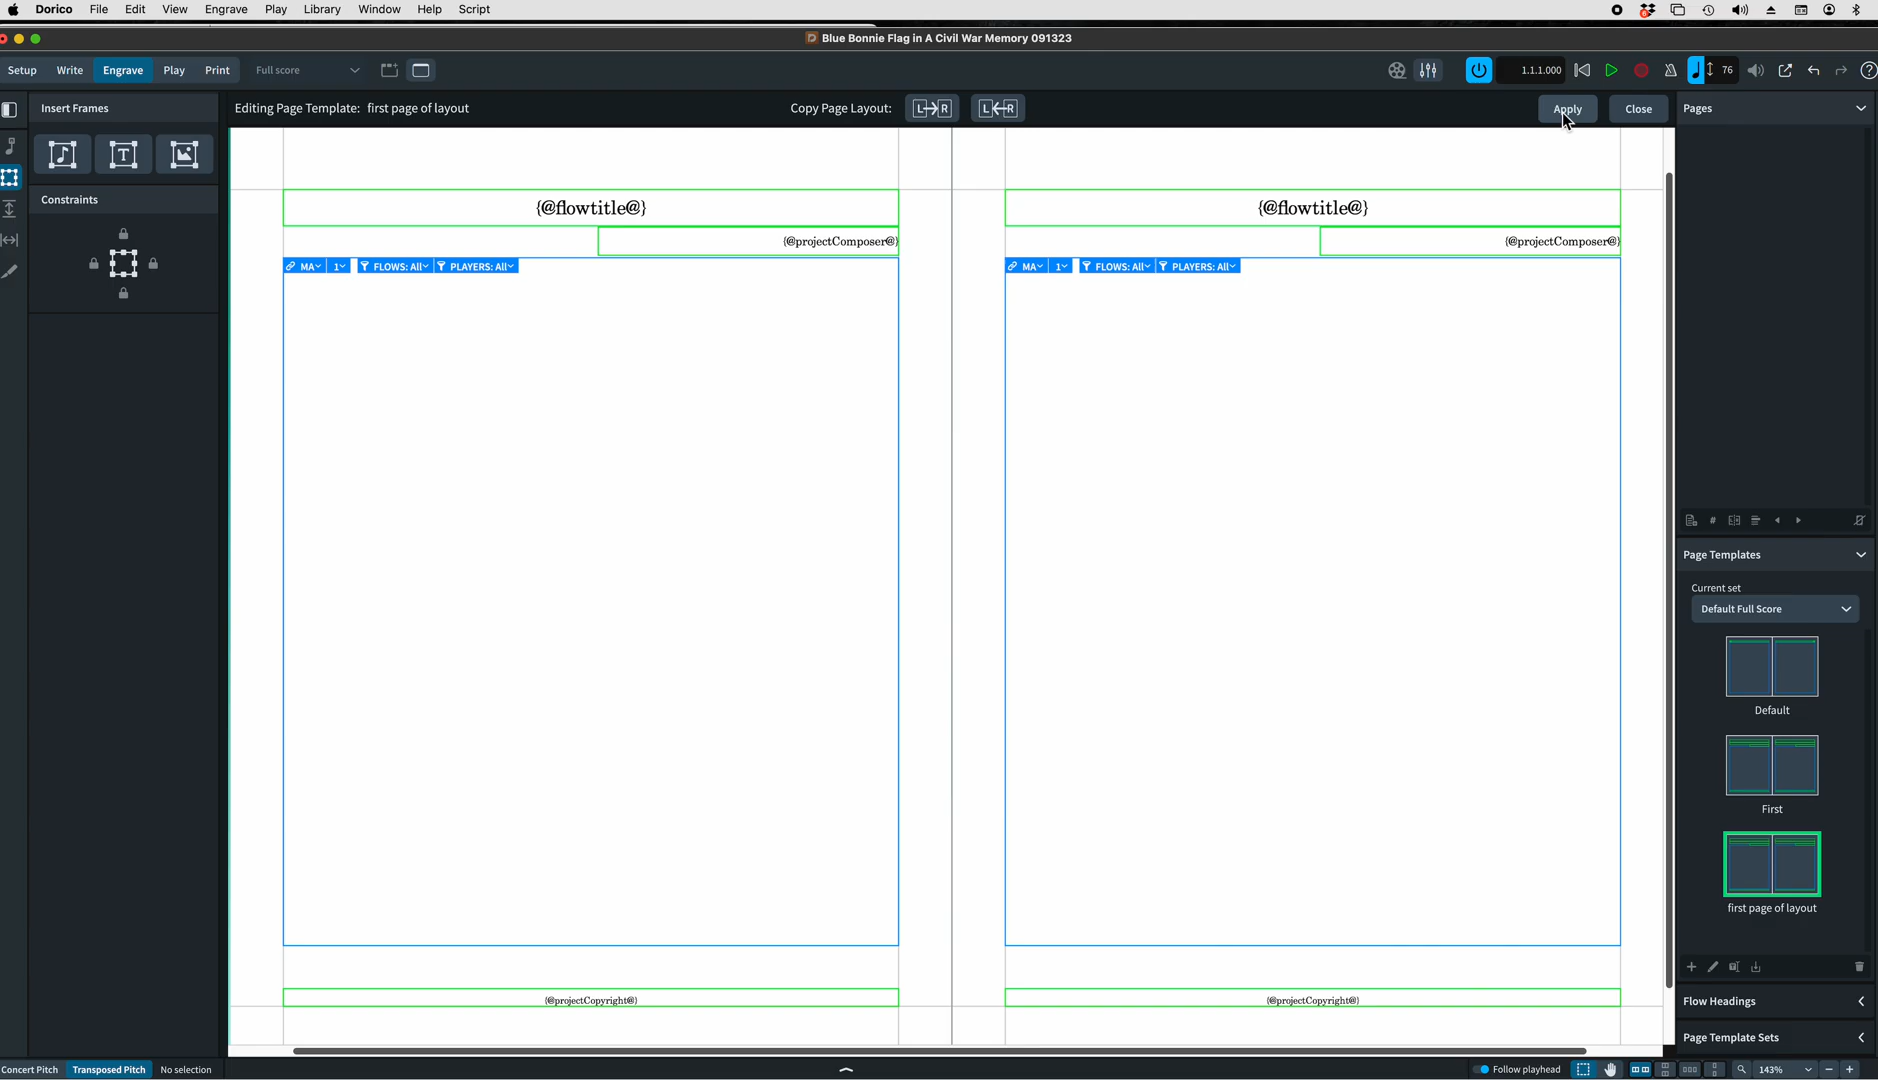 Dorico File Edit View Engrave Play Library Window Help Script
Blue Bonnie Flag in A Civil War Memory 091323
Setup Write Engrave Play Print Full score 1.1.1.000 76
Insert Frames
Editing Page Template: first page of layout Copy Page Layout: L R L R Apply Close
Pages
T
Constraints
{@flowtitle@} {@flowtitle@}
{@projectComposer@} {@projectComposer@}
MA 1 FLOWS: All PLAYERS: All MA 1 FLOWS: All PLAYERS: All
#
Page Templates
Current set
Default Full Score
Default
First
first page of layout
{@projectCopyright@} {@projectCopyright@}
Flow Headings
Page Template Sets
Concert Pitch Transposed Pitch No selection Follow playhead 143%